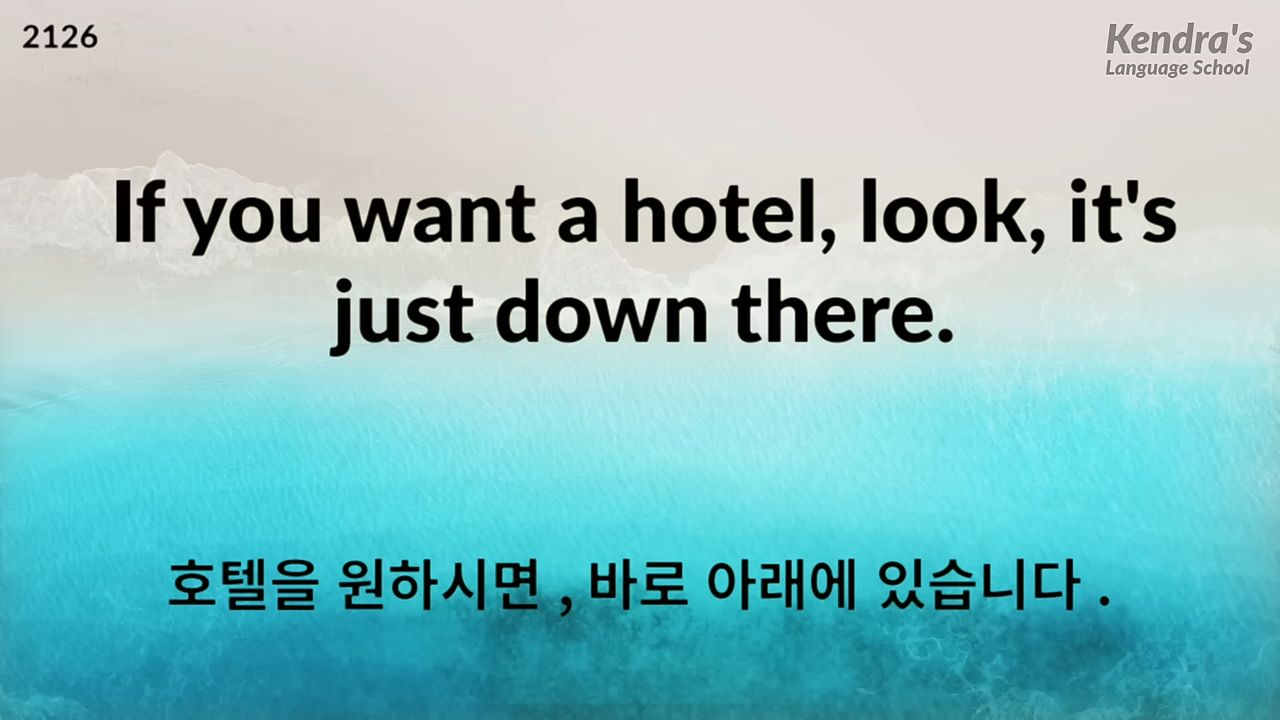 2126
Kendra's
Language School
If you want a hotel, look, it's
just down there.
호텔을 원하시면 , 바로 아래에 있습니다 .